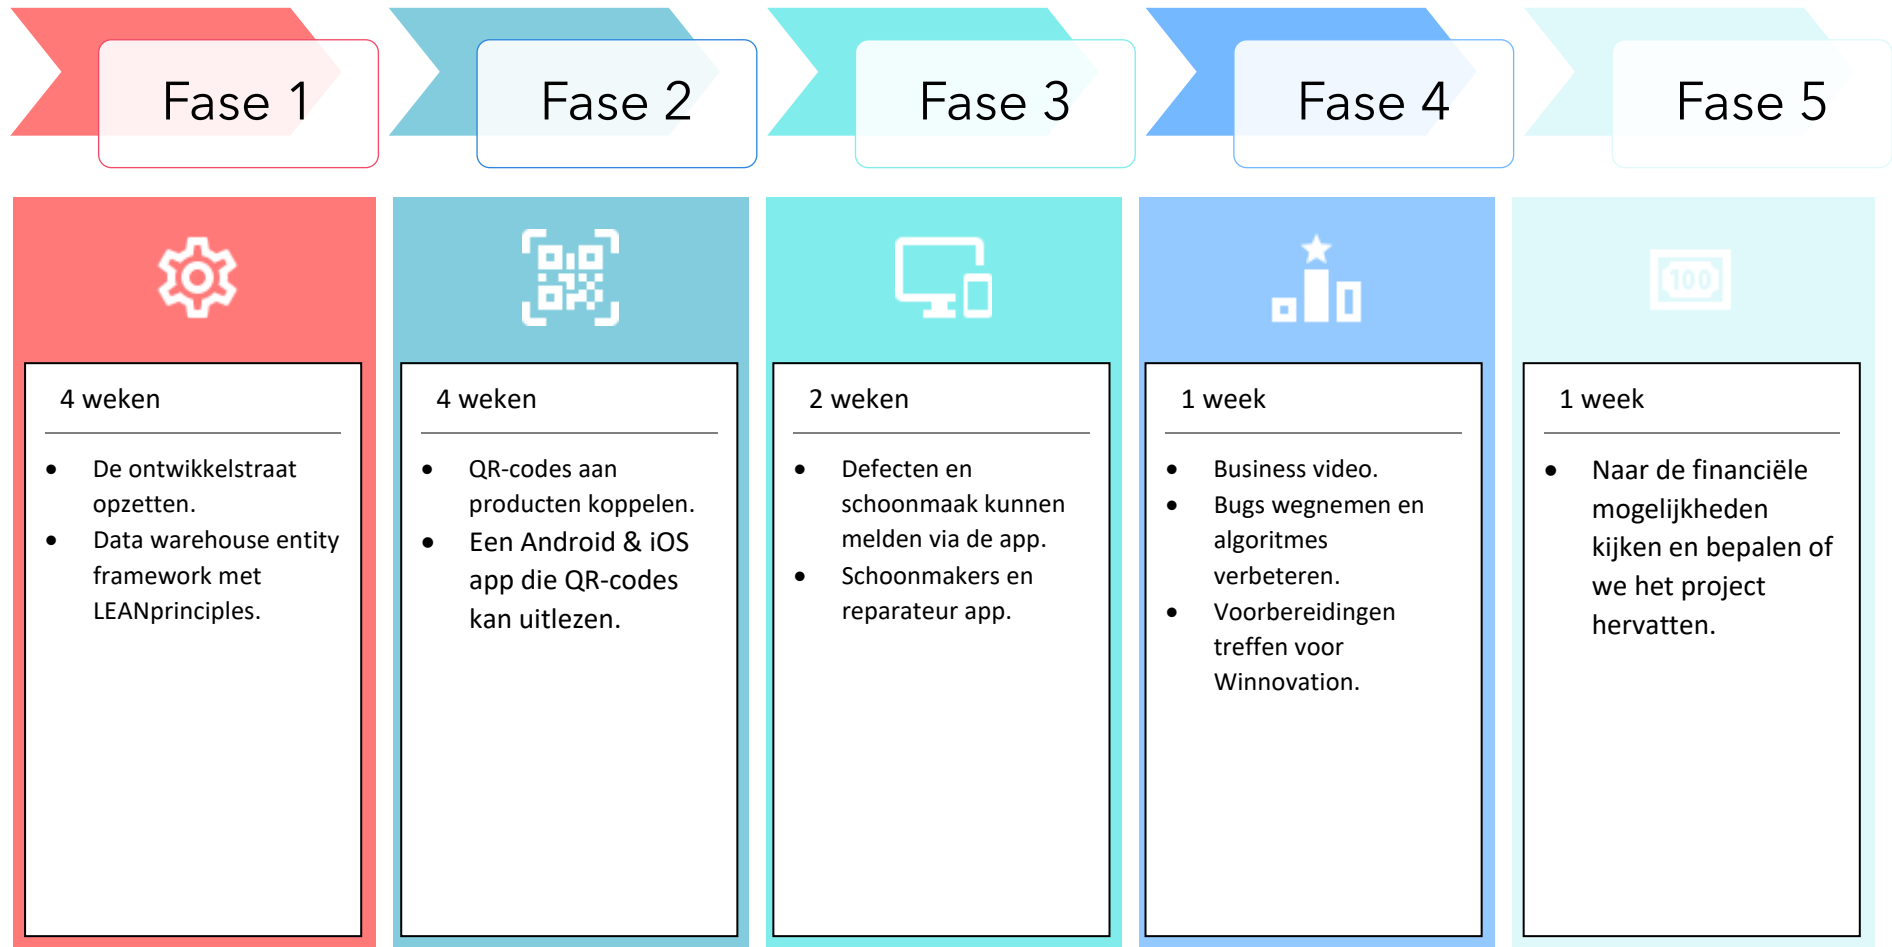 Fase 1
Fase 2
Fase 3
Fase 4
Fase 5
100
4 weken
• De ontwikkelstraat
opzetten.
• Data warehouse entity
framework met
LEANprinciples.
4 weken
• QR-codes aan
producten koppelen.
• Een Android & iOS
app die QR-codes
kan uitlezen.
2 weken
• Defecten en
schoonmaak kunnen
melden via de app.
• Schoonmakers en
reparateur app.
1 week
• Business video.
• Bugs wegnemen en
algoritmes
verbeteren.
• Voorbereidingen
treffen voor
Winnovation.
1 week
• Naar de financiële
mogelijkheden
kijken en bepalen of
we het project
hervatten.